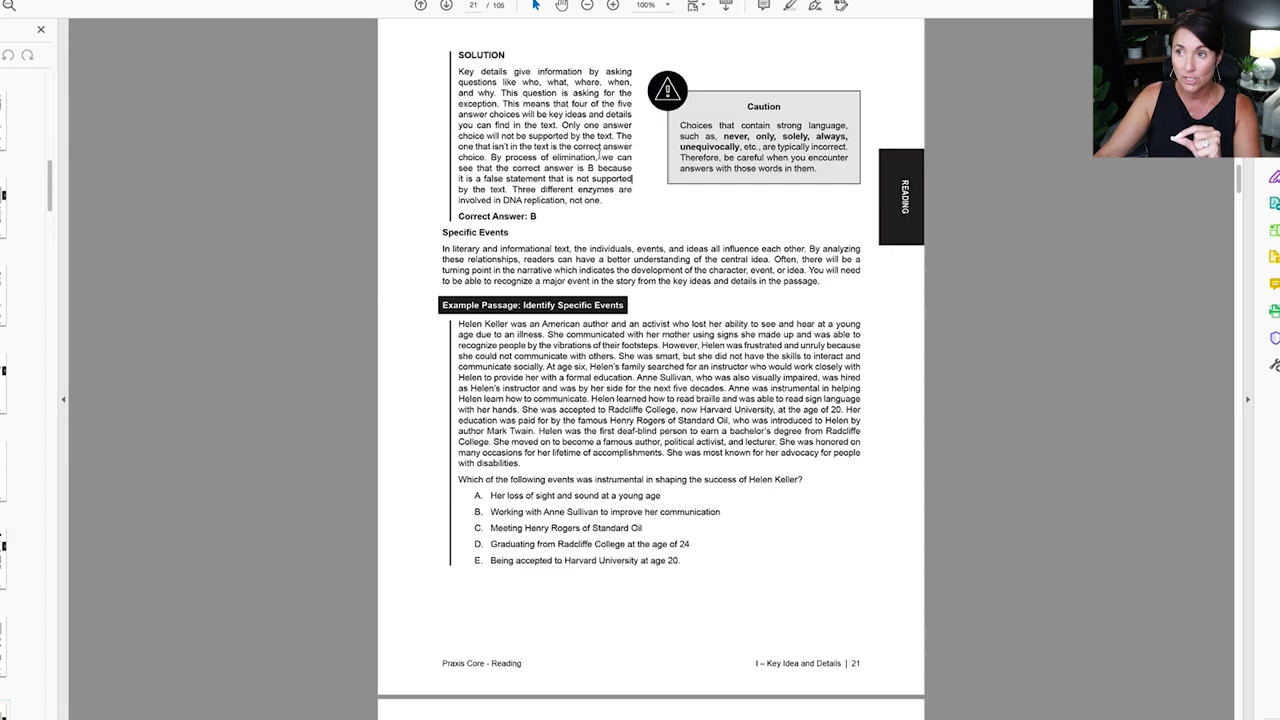 21 / 105
100%
SOLUTION
Key details give information by asking
questions like who, what, where, when,
and why. This question is asking for the
exception. This means that four of the five
answer choices will be key ideas and details
you can find in the text. Only one answer
choice will not be supported by the text. The
one that isn't in the text is the correct answer
choice. By process of elimination, we can
see that the correct answer is B because
it is a false statement that is not supported
by the text. Three different enzymes are
involved in DNA replication, not one.
Correct Answer: B
Caution
Choices that contain strong language,
such as, never, only, solely, always,
unequivocally, etc., are typically incorrect.
Therefore, be careful when you encounter
answers with those words in them.
READING
Specific Events
In literary and informational text, the individuals, events, and ideas all influence each other. By analyzing
these relationships, readers can have a better understanding of the central idea. Often, there will be a
turning point in the narrative which indicates the development of the character, event, or idea. You will need
to be able to recognize a major event in the story from the key ideas and details in the passage.
Example Passage: Identify Specific Events
Helen Keller was an American author and an activist who lost her ability to see and hear at a young
age due to an illness. She communicated with her mother using signs she made up and was able to
recognize people by the vibrations of their footsteps. However, Helen was frustrated and unruly because
she could not communicate with others. She was smart, but she did not have the skills to interact and
communicate socially. At age six, Helen's family searched for an instructor who would work closely with
Helen to provide her with a formal education. Anne Sullivan, who was also visually impaired, was hired
as Helen's instructor and was by her side for the next five decades. Anne was instrumental in helping
Helen learn how to communicate. Helen learned how to read braille and was able to read sign language
with her hands. She was accepted to Radcliffe College, now Harvard University, at the age of 20. Her
education was paid for by the famous Henry Rogers of Standard Oil, who was introduced to Helen by
author Mark Twain. Helen was the first deaf-blind person to earn a bachelor's degree from Radcliffe
College. She moved on to become a famous author, political activist, and lecturer. She was honored on
many occasions for her lifetime of accomplishments. She was most known for her advocacy for people
with disabilities.
Which of the following events was instrumental in shaping the success of Helen Keller?
A. Her loss of sight and sound at a young age
B. Working with Anne Sullivan to improve her communication
C. Meeting Henry Rogers of Standard Oil
D. Graduating from Radcliffe College at the age of 24
E. Being accepted to Harvard University at age 20.
Praxis Core - Reading
I – Key Idea and Details | 21